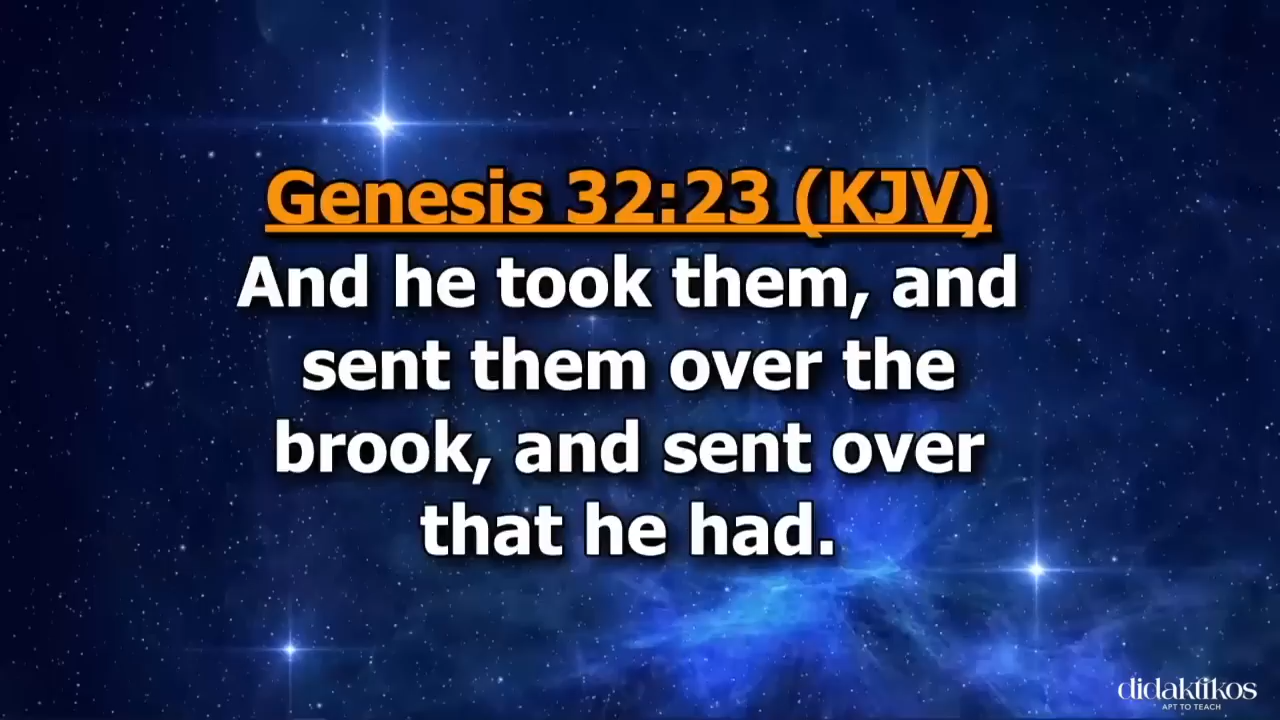 Genesis 32:23 (KJV)
And he took them, and
sent them over the
brook, and sent over
that he had.
didaktikos
APT TO TEACH